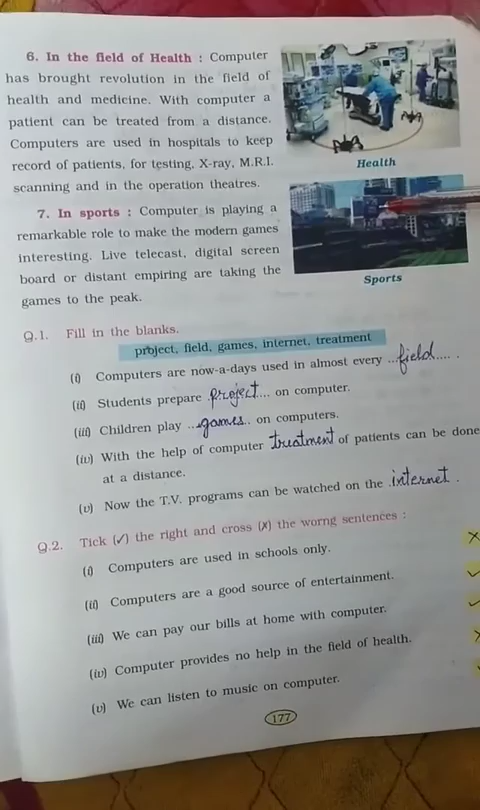 6. In the field of Health : Computer
has brought revolution in the field of
health and medicine. With computer a
patient can be treated from a distance.
Computers are used in hospitals to keep
record of patients, for testing, X-ray, M.R.I.
scanning and in the operation theatres.
Health
7. In sports : Computer is playing a
remarkable role to make the modern games
interesting. Live telecast, digital screen
board or distant empiring are taking the
games to the peak.
Sports
Q.1. Fill in the blanks.
project, field, games, internet, treatment
(i) Computers are now-a-days used in almost every ...field.... .
(ii) Students prepare .project.... on computer.
(iii) Children play ...games.. on computers.
(iv) With the help of computer treatment of patients can be done
at a distance.
(v) Now the T.V. programs can be watched on the .internet .
Q.2. Tick (✓) the right and cross (✗) the worng sentences :
(i) Computers are used in schools only. ✗
(ii) Computers are a good source of entertainment. ✓
(iii) We can pay our bills at home with computer. ✓
(iv) Computer provides no help in the field of health. ✗
(v) We can listen to music on computer.
177